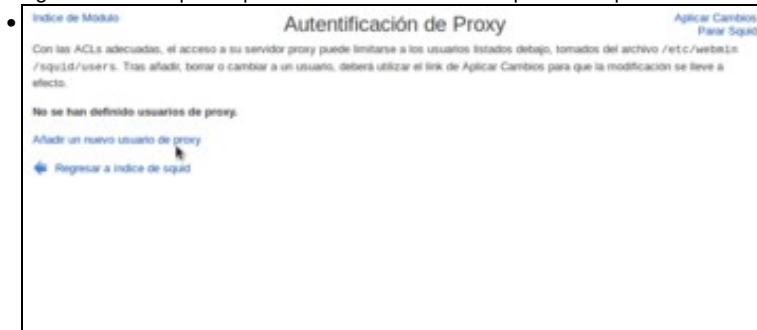 Indice de Módulo
Autentificación de Proxy
Aplicar Cambios
Parar Squid
Con las ACLs adecuadas, el acceso a su servidor proxy puede limitarse a los usuarios listados debajo, tomados del archivo /etc/webmin
/squid/users. Tras añadir, borrar o cambiar a un usuario, deberá utilizar el link de Aplicar Cambios para que la modificación se lleve a
efecto.
No se han definido usuarios de proxy.
Añadir un nuevo usuario de proxy
Regresar a índice de squid